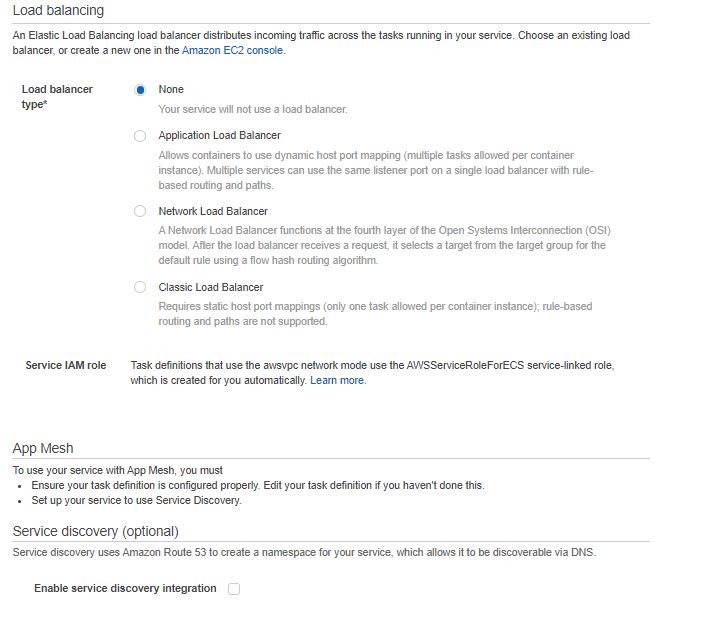 Load balancing
An Elastic Load Balancing load balancer distributes incoming traffic across the tasks running in your service. Choose an existing load
balancer, or create a new one in the Amazon EC2 console.
Load balancer
type*
None
Your service will not use a load balancer.
Application Load Balancer
Allows containers to use dynamic host port mapping (multiple tasks allowed per container
instance). Multiple services can use the same listener port on a single load balancer with rule-
based routing and paths.
Network Load Balancer
A Network Load Balancer functions at the fourth layer of the Open Systems Interconnection (OSI)
model. After the load balancer receives a request, it selects a target from the target group for the
default rule using a flow hash routing algorithm.
Classic Load Balancer
Requires static host port mappings (only one task allowed per container instance); rule-based
routing and paths are not supported.
Service IAM role
Task definitions that use the awsvpc network mode use the AWSServiceRoleForECS service-linked role,
which is created for you automatically. Learn more.
App Mesh
To use your service with App Mesh, you must
• Ensure your task definition is configured properly. Edit your task definition if you haven't done this.
• Set up your service to use Service Discovery.
Service discovery (optional)
Service discovery uses Amazon Route 53 to create a namespace for your service, which allows it to be discoverable via DNS.
Enable service discovery integration